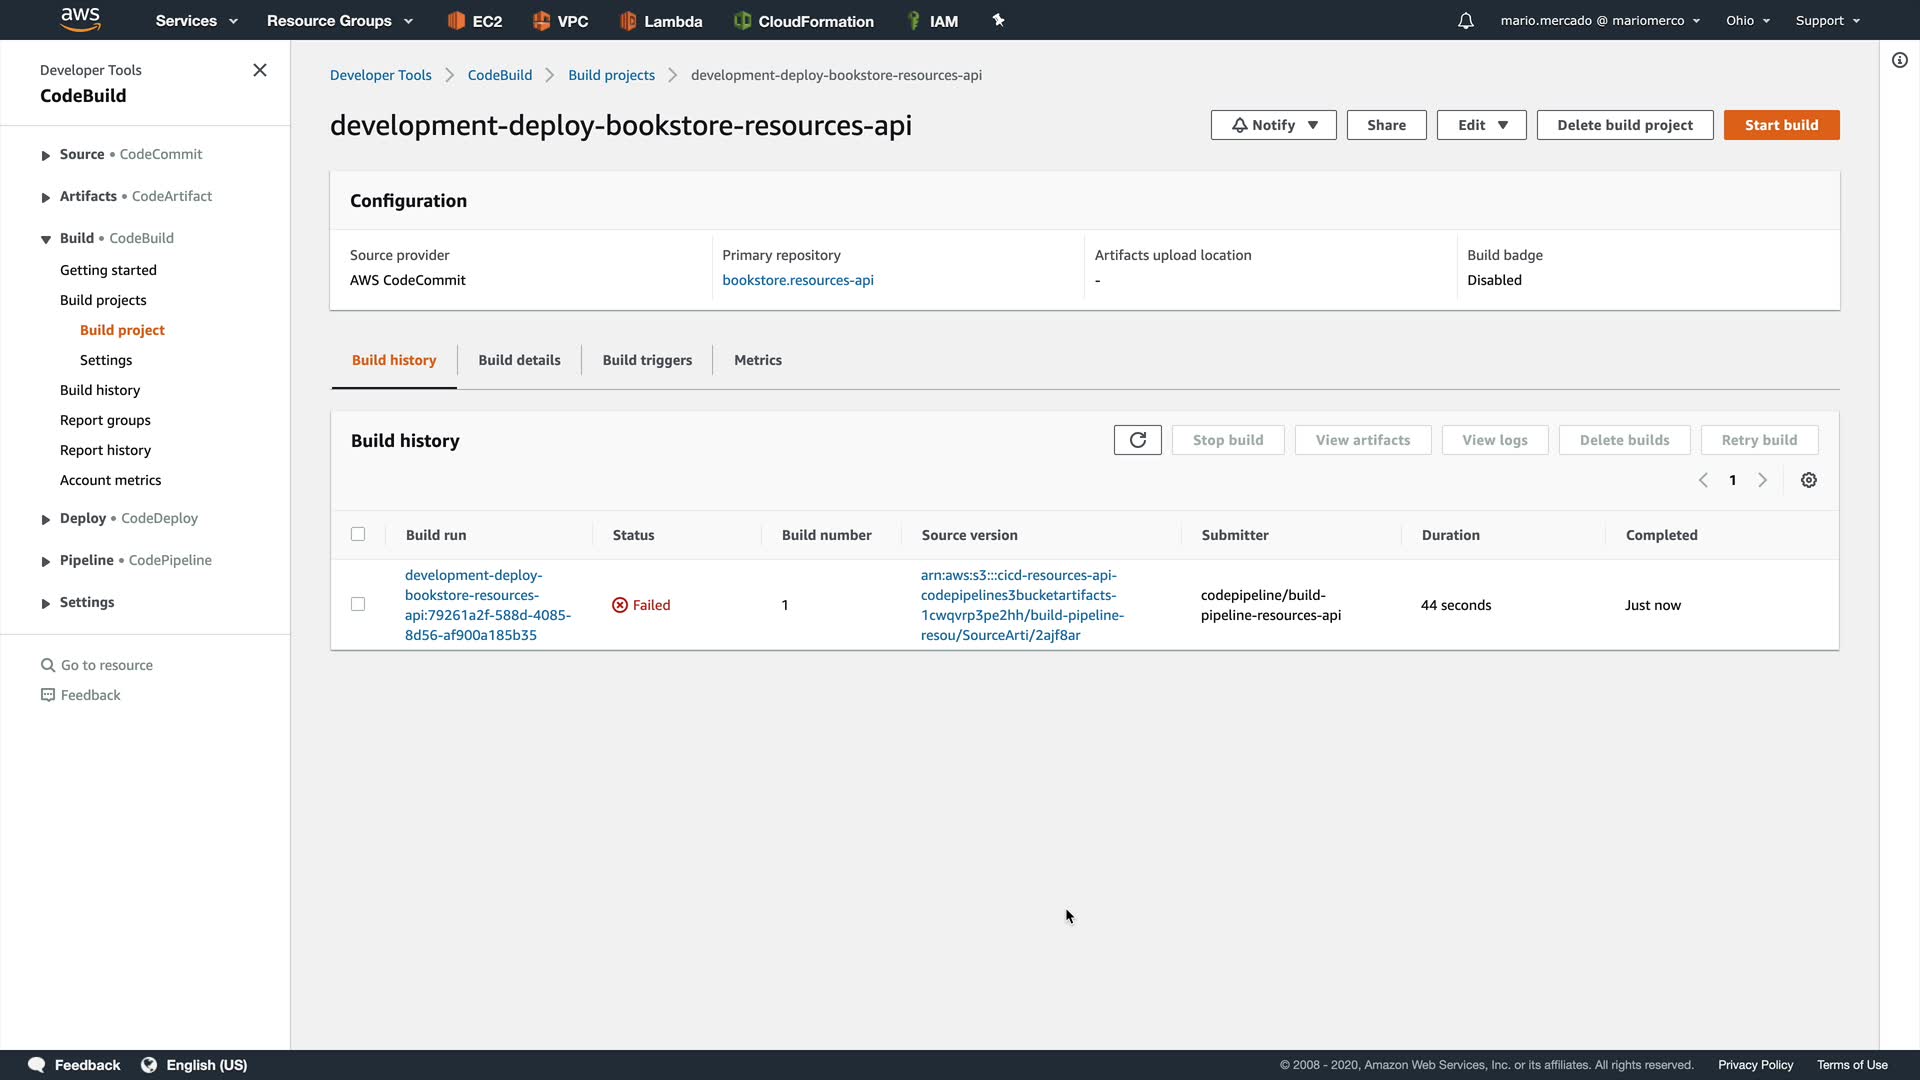 aws
Services
Resource Groups
EC2
VPC
Lambda
CloudFormation
IAM
mario.mercado @ mariomerco
Ohio
Support
Developer Tools
CodeBuild
Source • CodeCommit
Artifacts • CodeArtifact
Build • CodeBuild
Getting started
Build projects
Build project
Settings
Build history
Report groups
Report history
Account metrics
Deploy • CodeDeploy
Pipeline • CodePipeline
Settings
Go to resource
Feedback
Developer Tools
CodeBuild
Build projects
development-deploy-bookstore-resources-api
development-deploy-bookstore-resources-api
Notify
Share
Edit
Delete build project
Start build
Configuration
Source provider
AWS CodeCommit
Primary repository
bookstore.resources-api
Artifacts upload location
-
Build badge
Disabled
Build history
Build details
Build triggers
Metrics
Build history
Stop build
View artifacts
View logs
Delete builds
Retry build
1
Build run
Status
Build number
Source version
Submitter
Duration
Completed
development-deploy-
bookstore-resources-
api:79261a2f-588d-4085-
8d56-af900a185b35
Failed
1
arn:aws:s3:::cicd-resources-api-
codepipelines3bucketartifacts-
1cwqvrp3pe2hh/build-pipeline-
resou/SourceArti/2ajf8ar
codepipeline/build-
pipeline-resources-api
44 seconds
Just now
Feedback
English (US)
© 2008 - 2020, Amazon Web Services, Inc. or its affiliates. All rights reserved.
Privacy Policy
Terms of Use